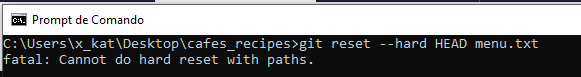 Prompt de Comando
C:\Users\x_kat\Desktop\cafes_recipes>git reset --hard HEAD menu.txt
fatal: Cannot do hard reset with paths.